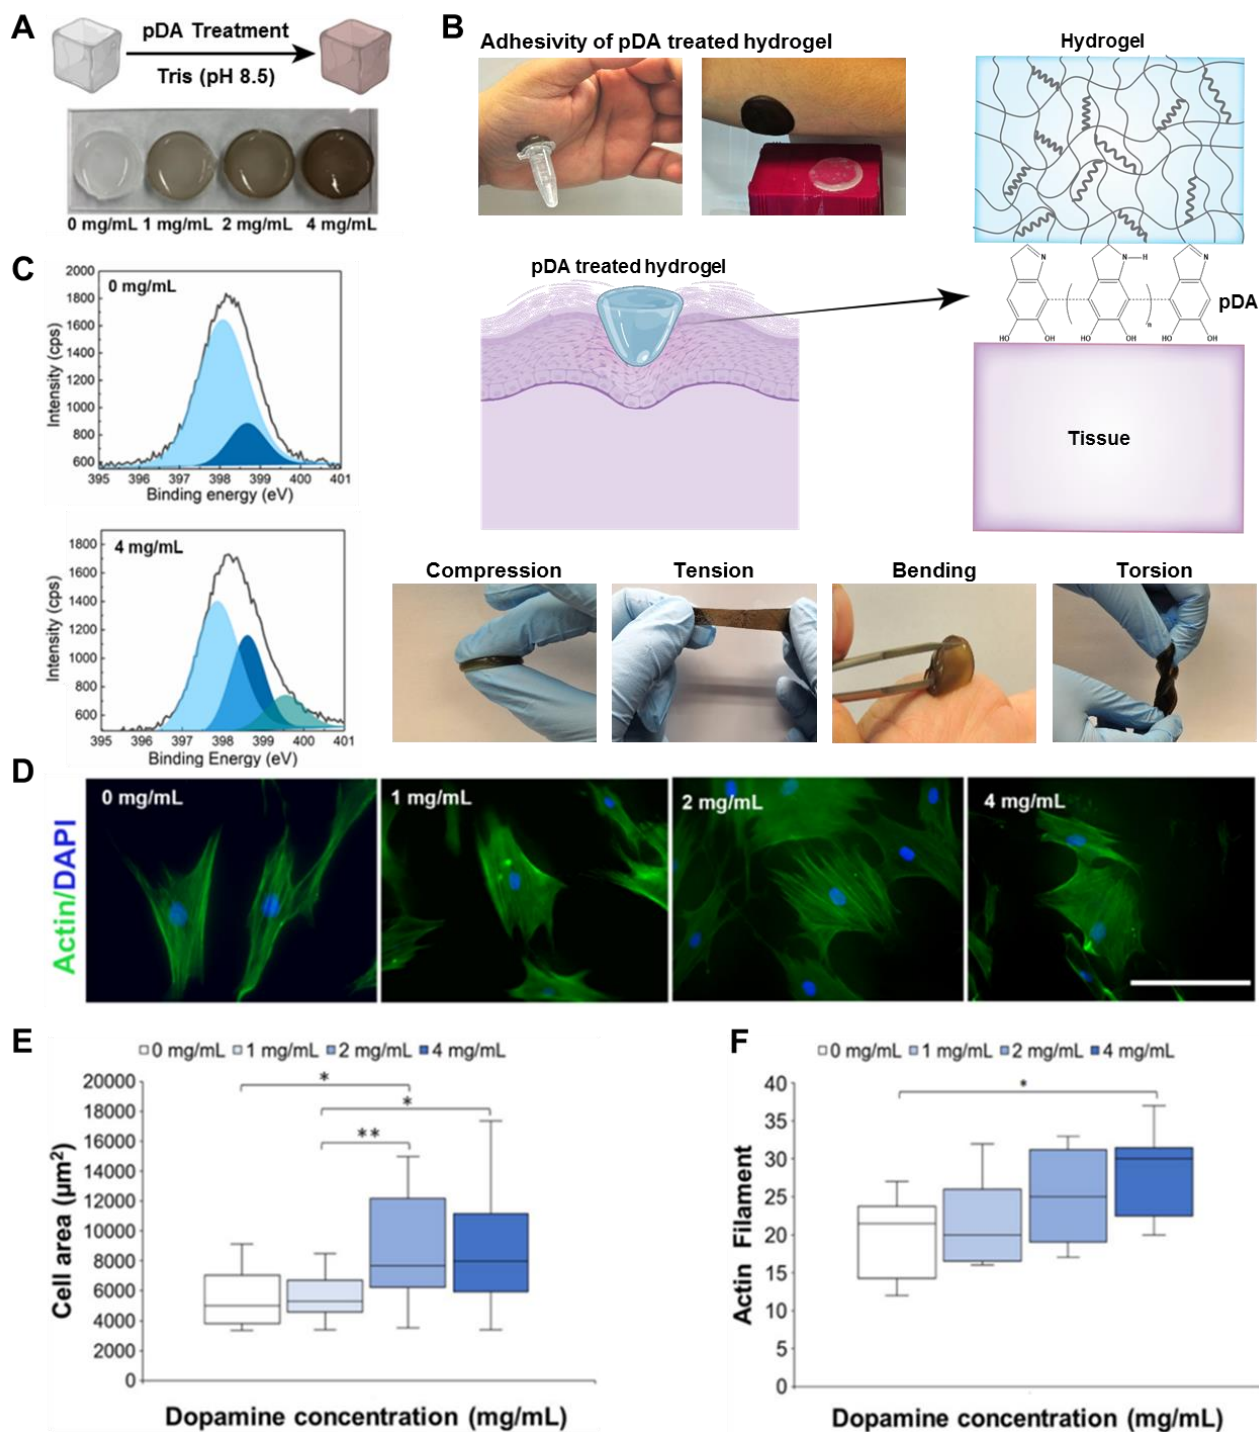 A
pDA Treatment
Tris (pH 8.5)
0 mg/mL 1 mg/mL 2 mg/mL 4 mg/mL
B
Adhesivity of pDA treated hydrogel
Hydrogel
pDA treated hydrogel
N
N
H
N
pDA
n
HO OH HO OH HO OH
Tissue
Compression
Tension
Bending
Torsion
C
0 mg/mL
Intensity (cps)
2000
1800
1600
1400
1200
1000
800
600
395 396 397 398 399 400 401
Binding energy (eV)
4 mg/mL
Intensity (cps)
1800
1600
1400
1200
1000
800
600
395 396 397 398 399 400 401
Binding Energy (eV)
D
Actin/DAPI
0 mg/mL
1 mg/mL
2 mg/mL
4 mg/mL
E
0 mg/mL 1 mg/mL 2 mg/mL 4 mg/mL
Cell area (µm²)
20000
18000
16000
14000
12000
10000
8000
6000
4000
2000
0
*
*
**
Dopamine concentration (mg/mL)
F
0 mg/mL 1 mg/mL 2 mg/mL 4 mg/mL
Actin Filament
40
35
30
25
20
15
10
5
0
*
Dopamine concentration (mg/mL)